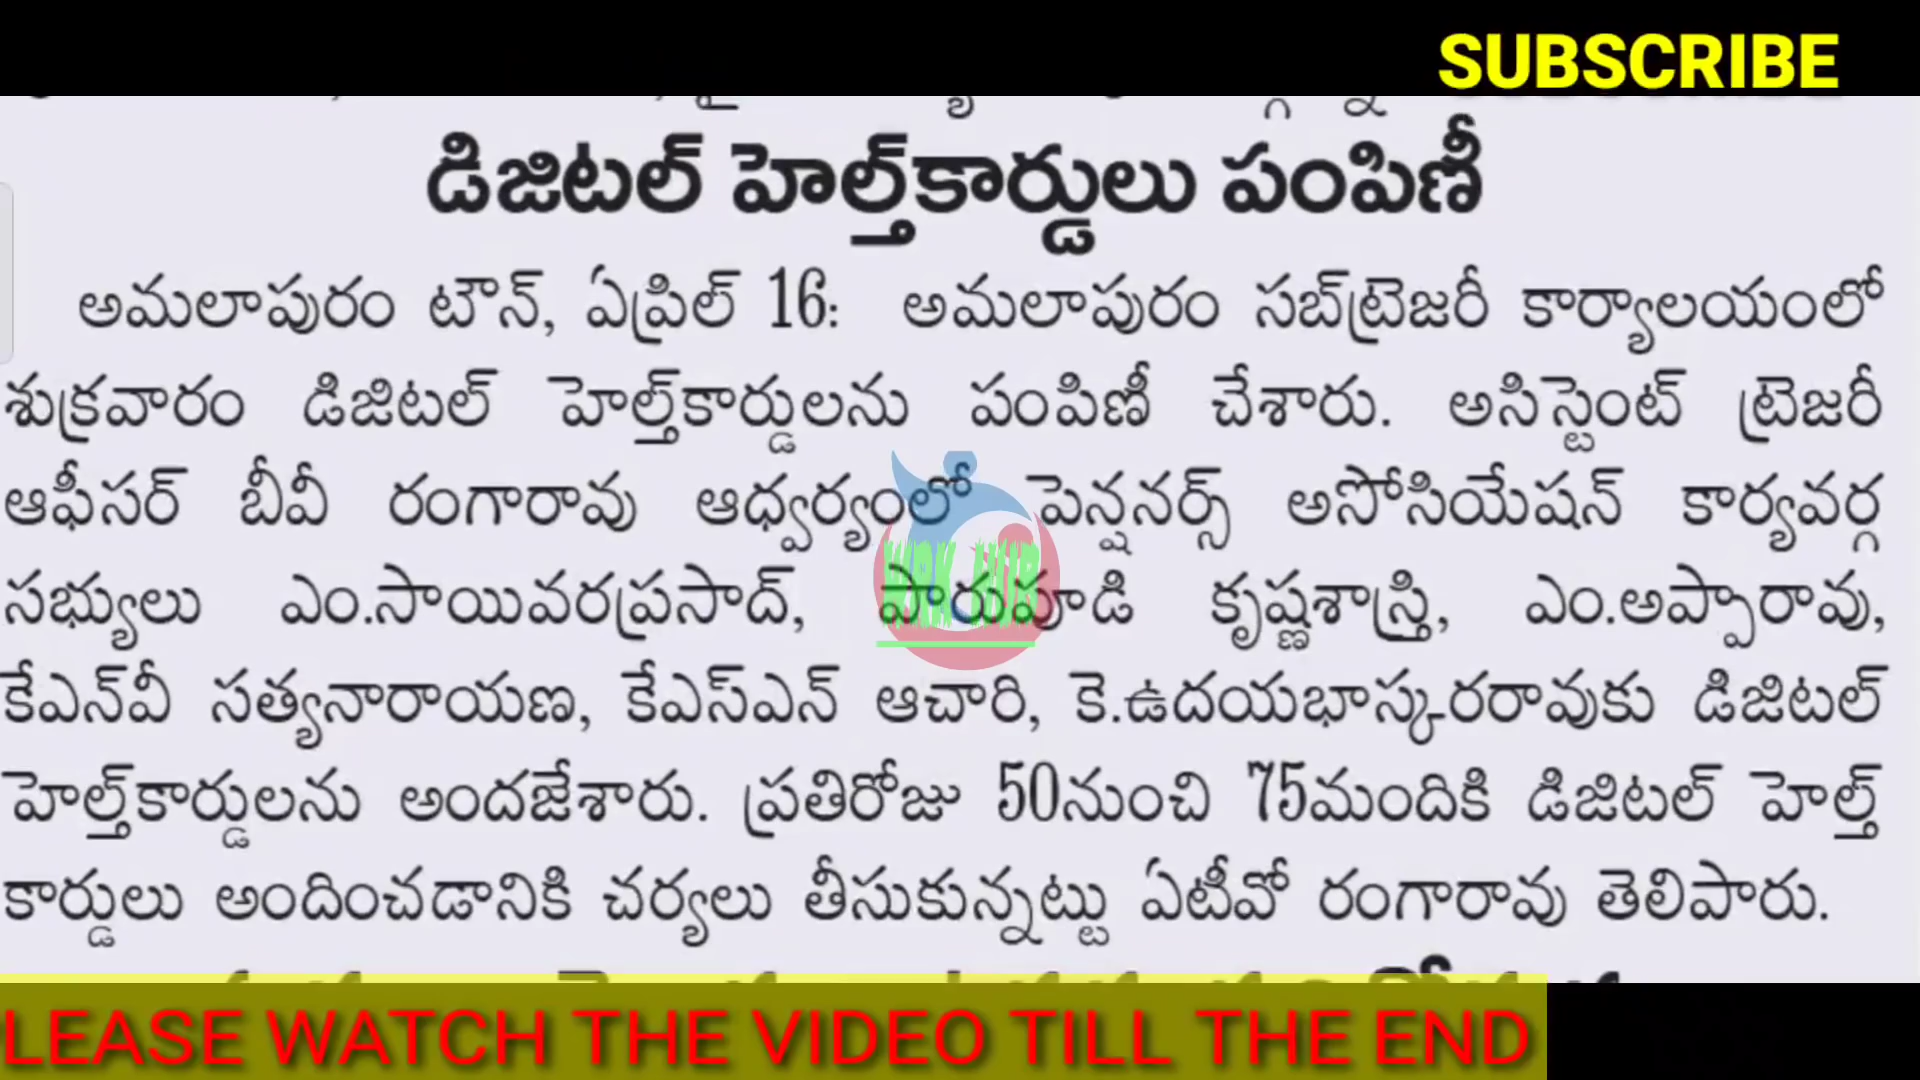 SUBSCRIBE
డిజిటల్ హెల్త్‌కార్డులు పంపిణీ
అమలాపురం టౌన్, ఏప్రిల్ 16: అమలాపురం సబ్‌ట్రెజరీ కార్యాలయంలో
శుక్రవారం డిజిటల్ హెల్త్‌కార్డులను పంపిణీ చేశారు. అసిస్టెంట్ ట్రెజరీ
ఆఫీసర్ బీవీ రంగారావు ఆధ్వర్యంలో పెన్షనర్స్ అసోసియేషన్ కార్యవర్గ
సభ్యులు ఎం.సాయివరప్రసాద్, కృష్ణశాస్త్రి, ఎం.అప్పారావు,
కేఎన్‌వీ సత్యనారాయణ, కేఎస్ఎన్ ఆచారి, కె.ఉదయభాస్కరరావుకు డిజిటల్
హెల్త్‌కార్డులను అందజేశారు. ప్రతిరోజు 50నుంచి 75మందికి డిజిటల్ హెల్త్
కార్డులు అందించడానికి చర్యలు తీసుకున్నట్టు ఏటీవో రంగారావు తెలిపారు.
LEASE WATCH THE VIDEO TILL THE END